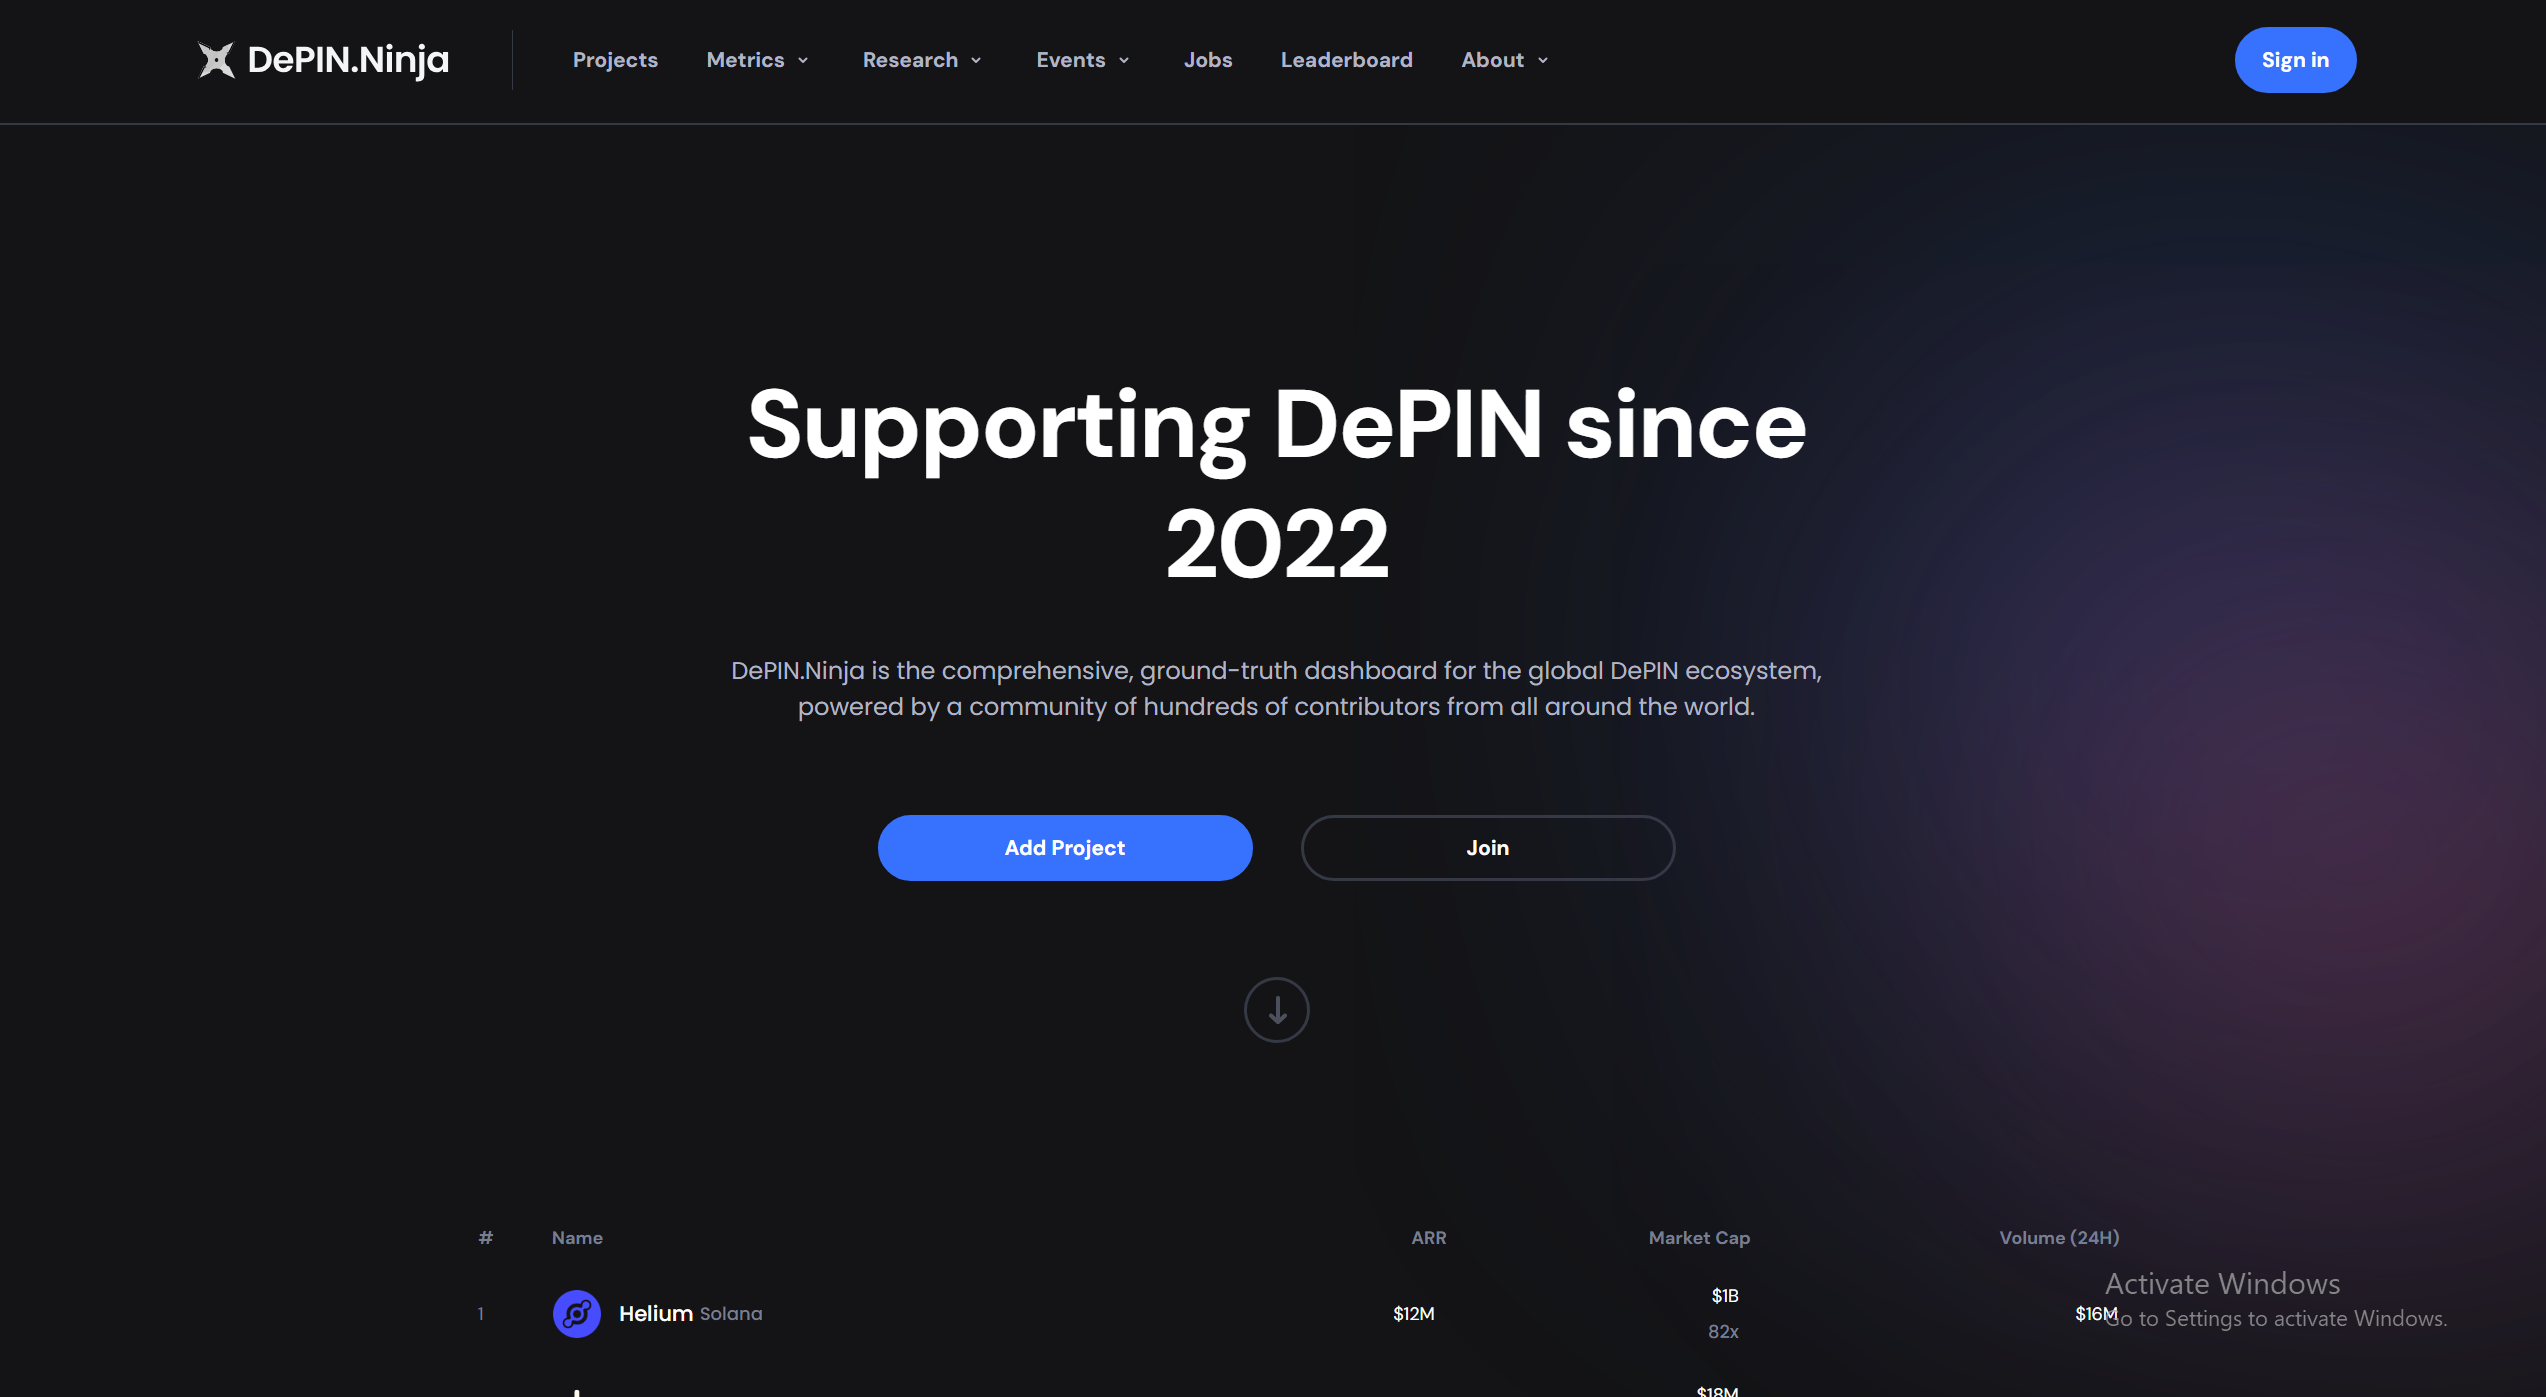 DePIN.Ninja
Projects Metrics Research Events Jobs Leaderboard About
Sign in
Supporting DePIN since
2022
DePIN.Ninja is the comprehensive, ground-truth dashboard for the global DePIN ecosystem,
powered by a community of hundreds of contributors from all around the world.
Add Project Join
# Name ARR Market Cap Volume (24H)
1 Helium Solana $12M $1B 82x $16M
Activate Windows
Go to Settings to activate Windows.
$18M